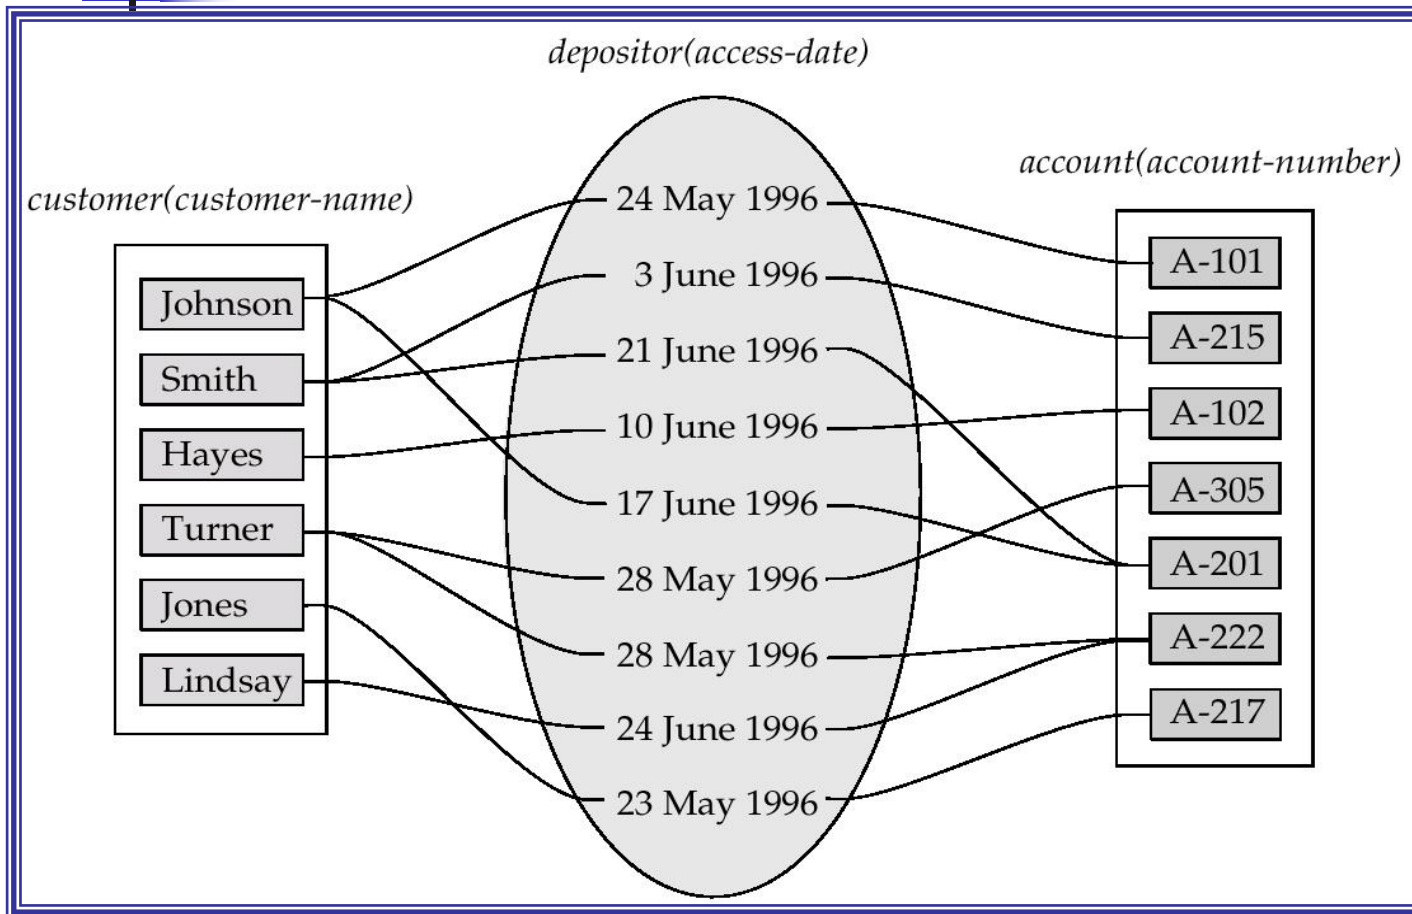 depositor(access-date)
customer(customer-name)
account(account-number)
Johnson
Smith
Hayes
Turner
Jones
Lindsay
24 May 1996
3 June 1996
21 June 1996
10 June 1996
17 June 1996
28 May 1996
28 May 1996
24 June 1996
23 May 1996
A-101
A-215
A-102
A-305
A-201
A-222
A-217